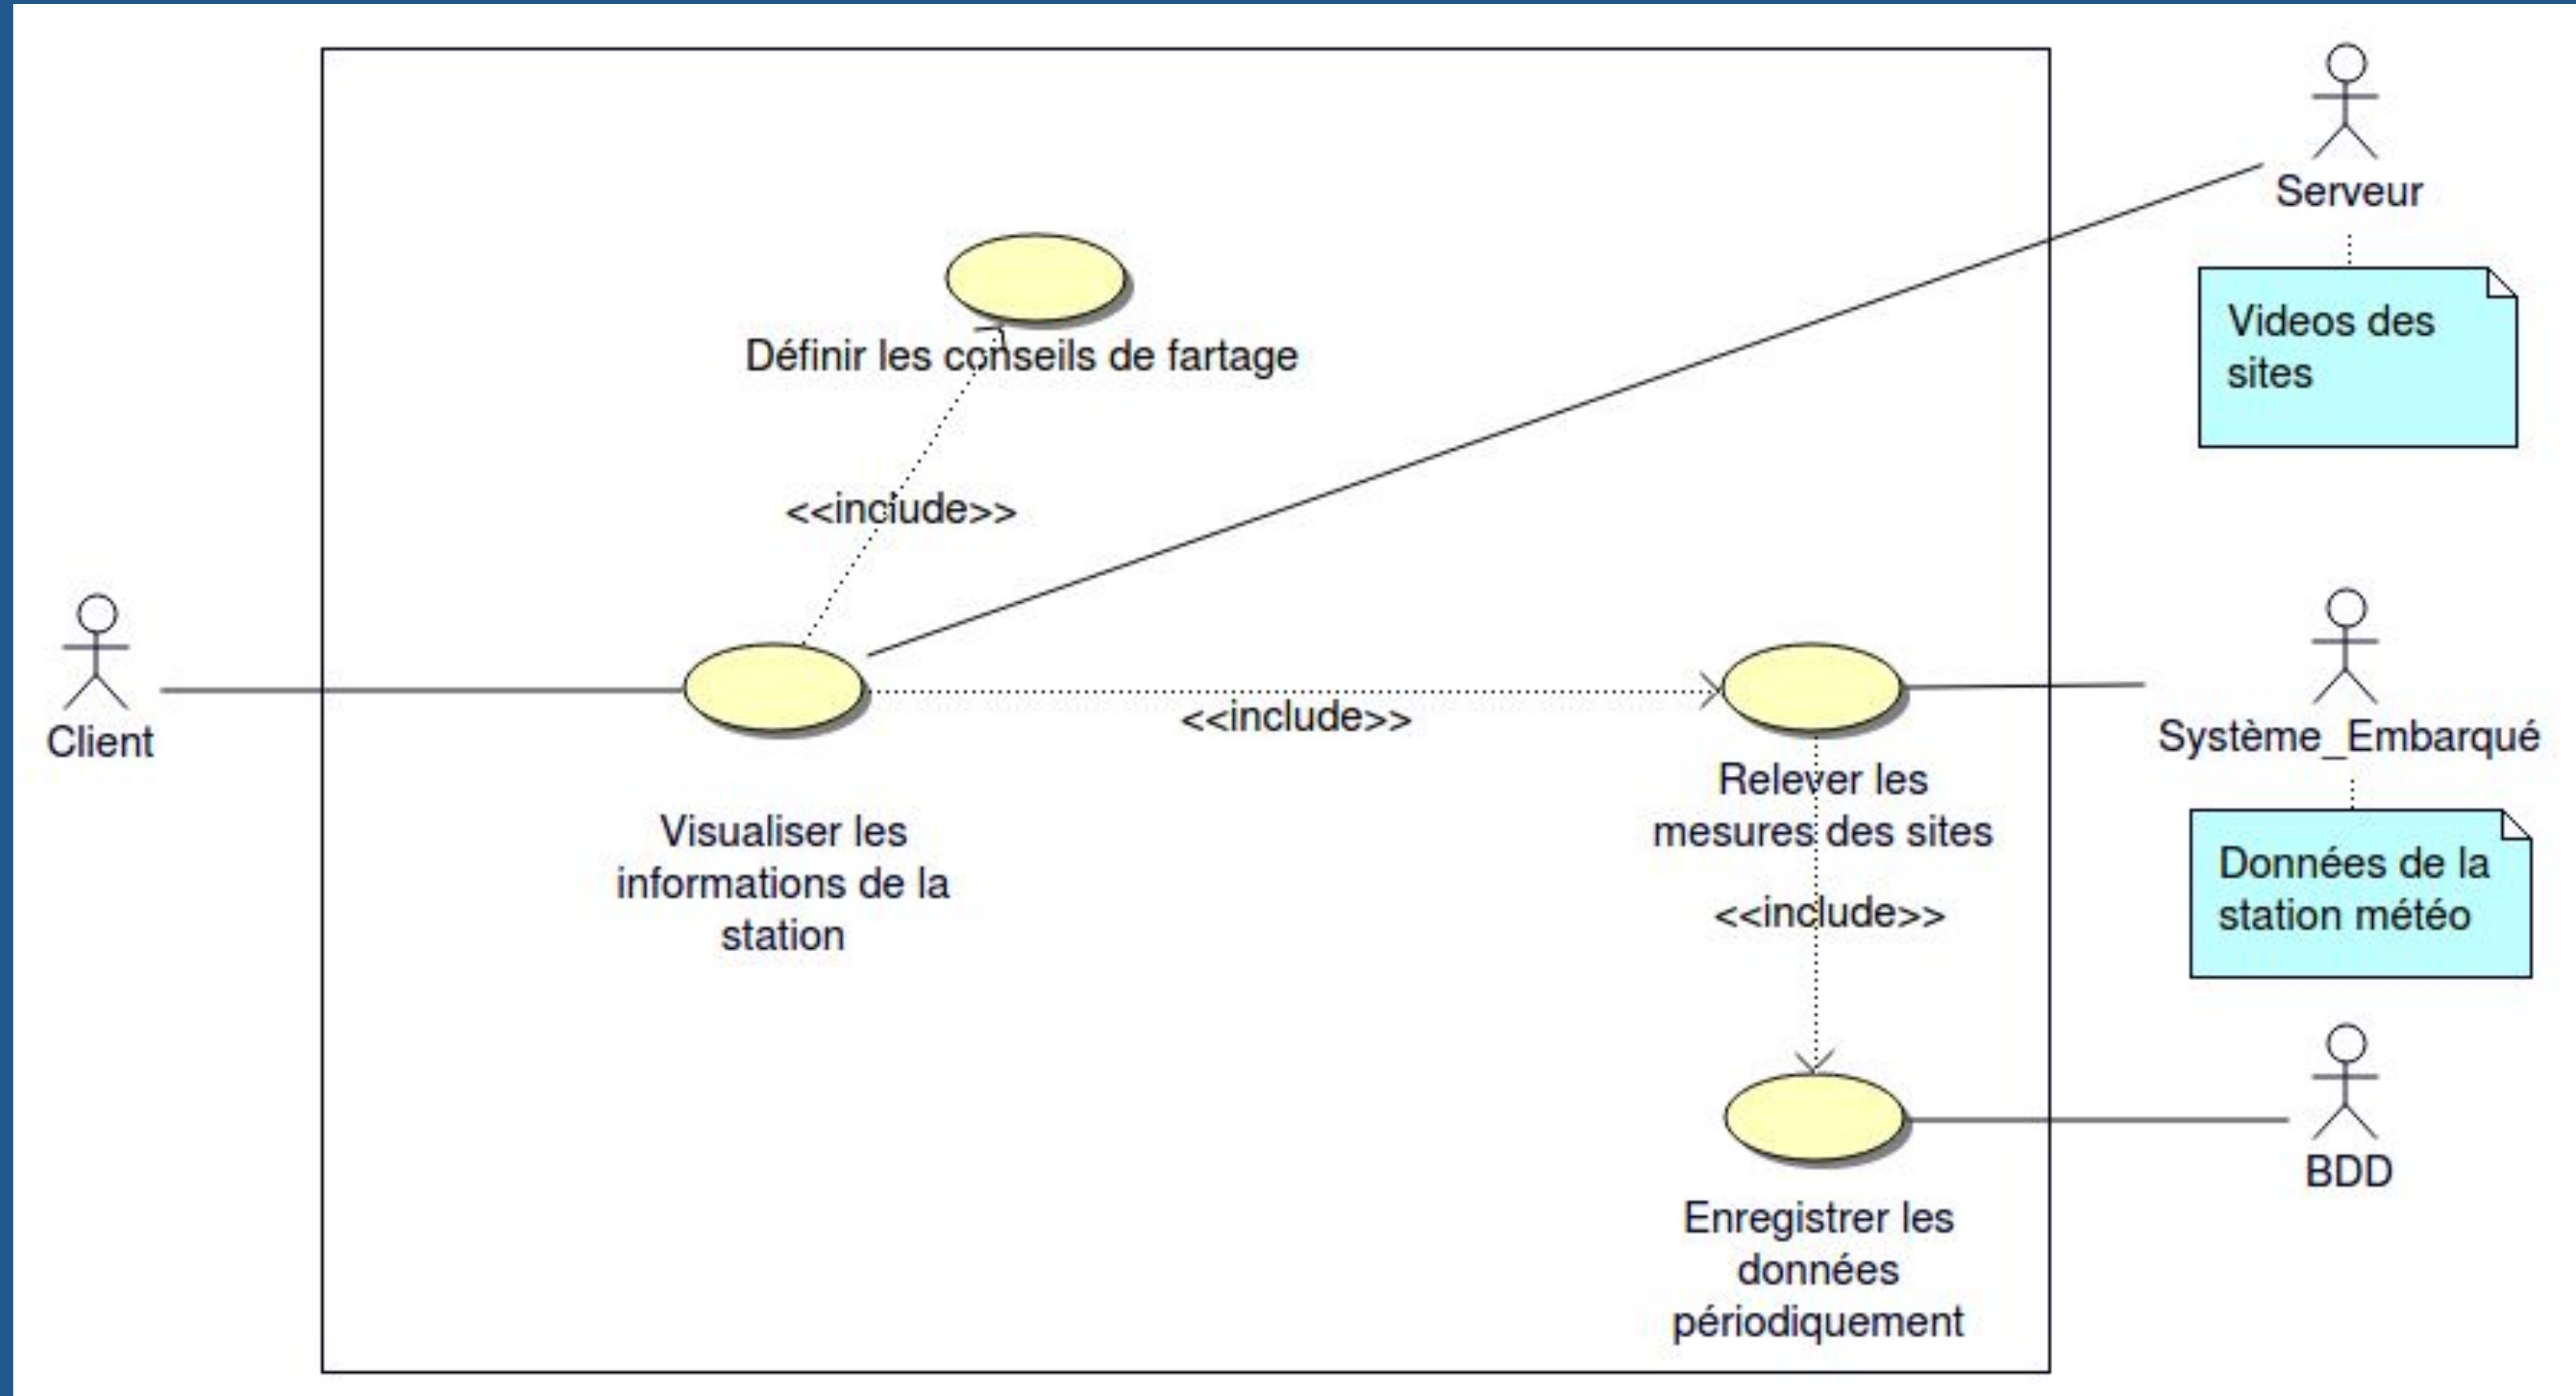 Serveur
Videos des
sites
Définir les conseils de fartage
<<include>>
Client
Visualiser les
informations de la
station
<<include>>
Relever les
mesures des sites
<<include>>
Système_Embarqué
Données de la
station météo
Enregistrer les
données
périodiquement
BDD